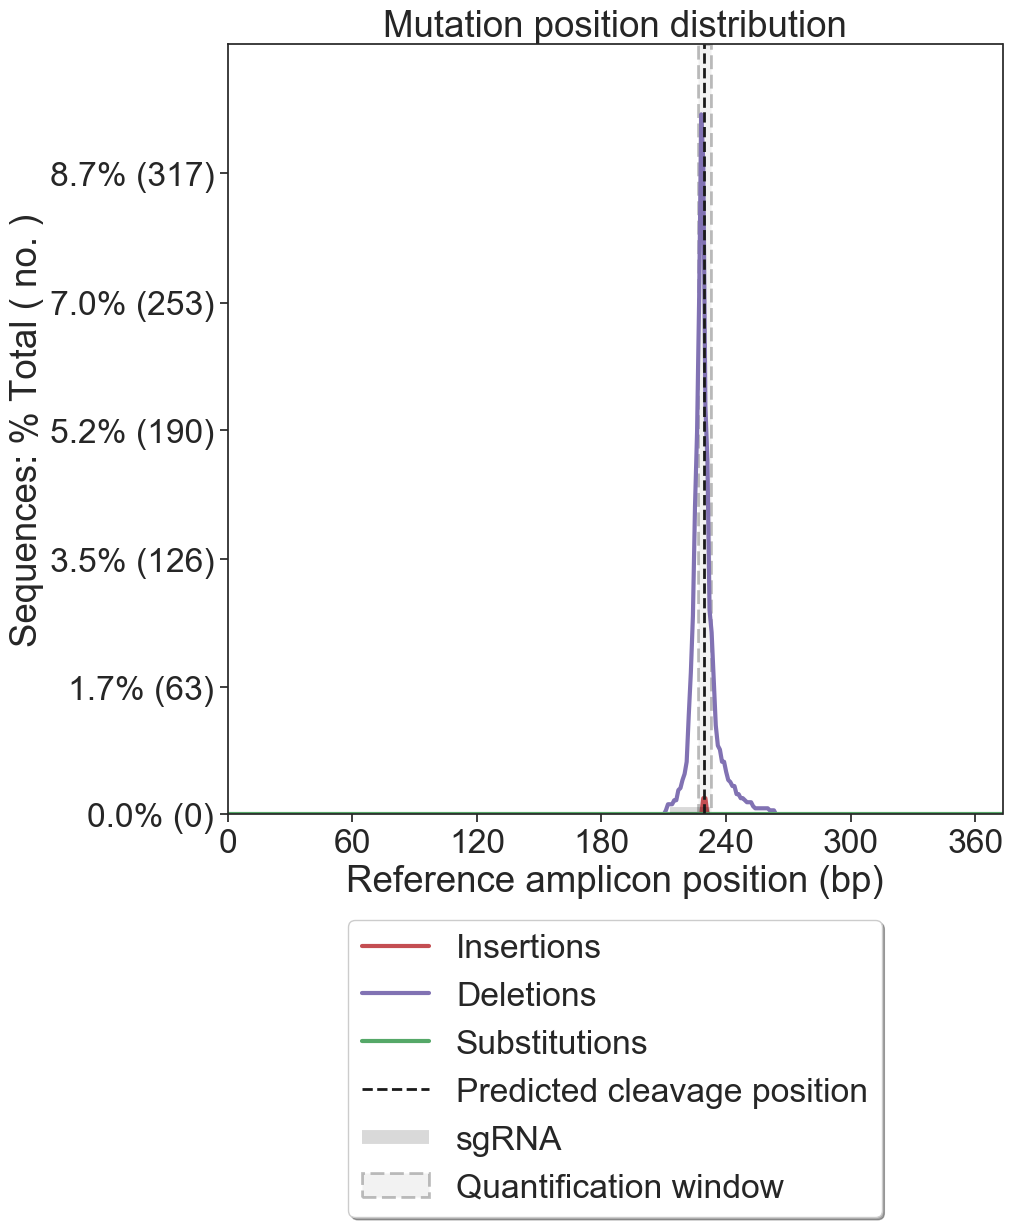 Mutation position distribution
Sequences: % Total ( no. )
8.7% (317)
7.0% (253)
5.2% (190)
3.5% (126)
1.7% (63)
0.0% (0)
0 60 120 180 240 300 360
Reference amplicon position (bp)
Insertions
Deletions
Substitutions
Predicted cleavage position
sgRNA
Quantification window